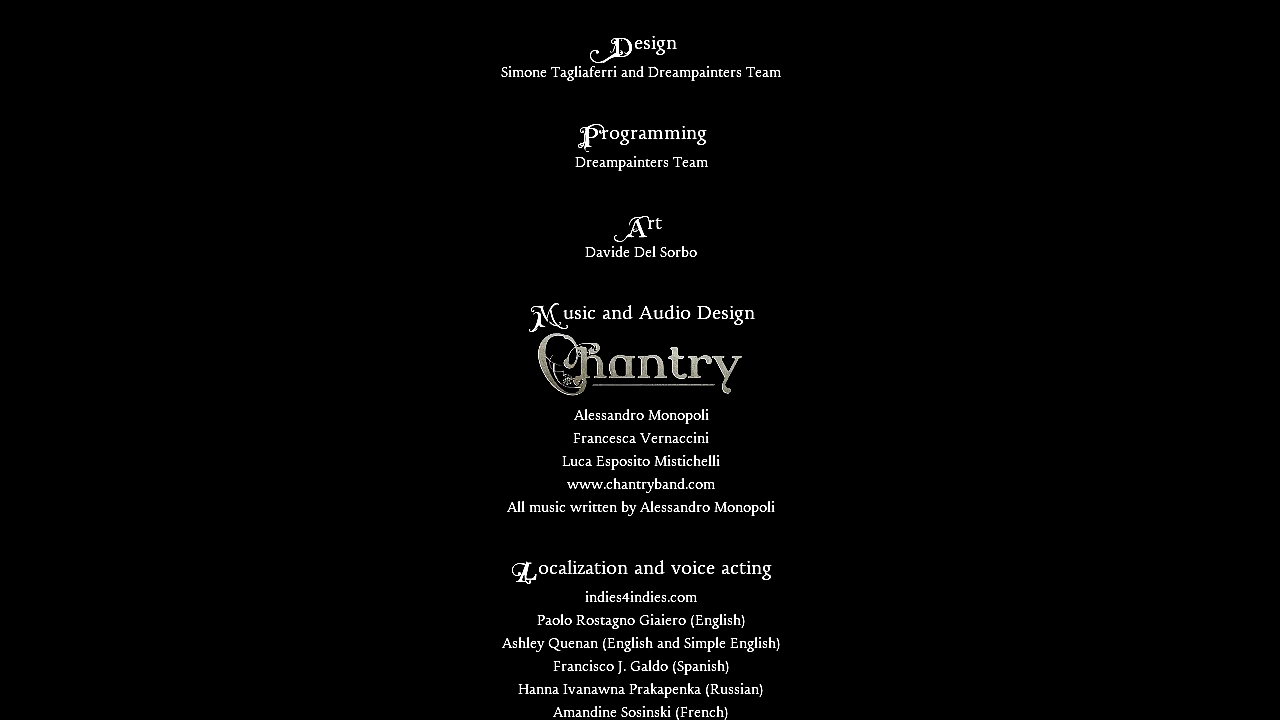 Design
Simone Tagliaferri and Dreampainters Team
Programming
Dreampainters Team
Art
Davide Del Sorbo
Music and Audio Design
Chantry
Alessandro Monopoli
Francesca Vernaccini
Luca Esposito Mistichelli
www.chantryband.com
All music written by Alessandro Monopoli
Localization and voice acting
indies4indies.com
Paolo Rostagno Giaiero (English)
Ashley Quenan (English and Simple English)
Francisco J. Galdo (Spanish)
Hanna Ivanawna Prakapenka (Russian)
Amandine Sosinski (French)